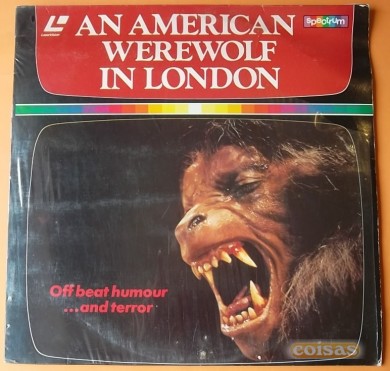 AN AMERICAN
WEREWOLF
IN LONDON
Spectrum
Off beat humour
...and terror
coisas